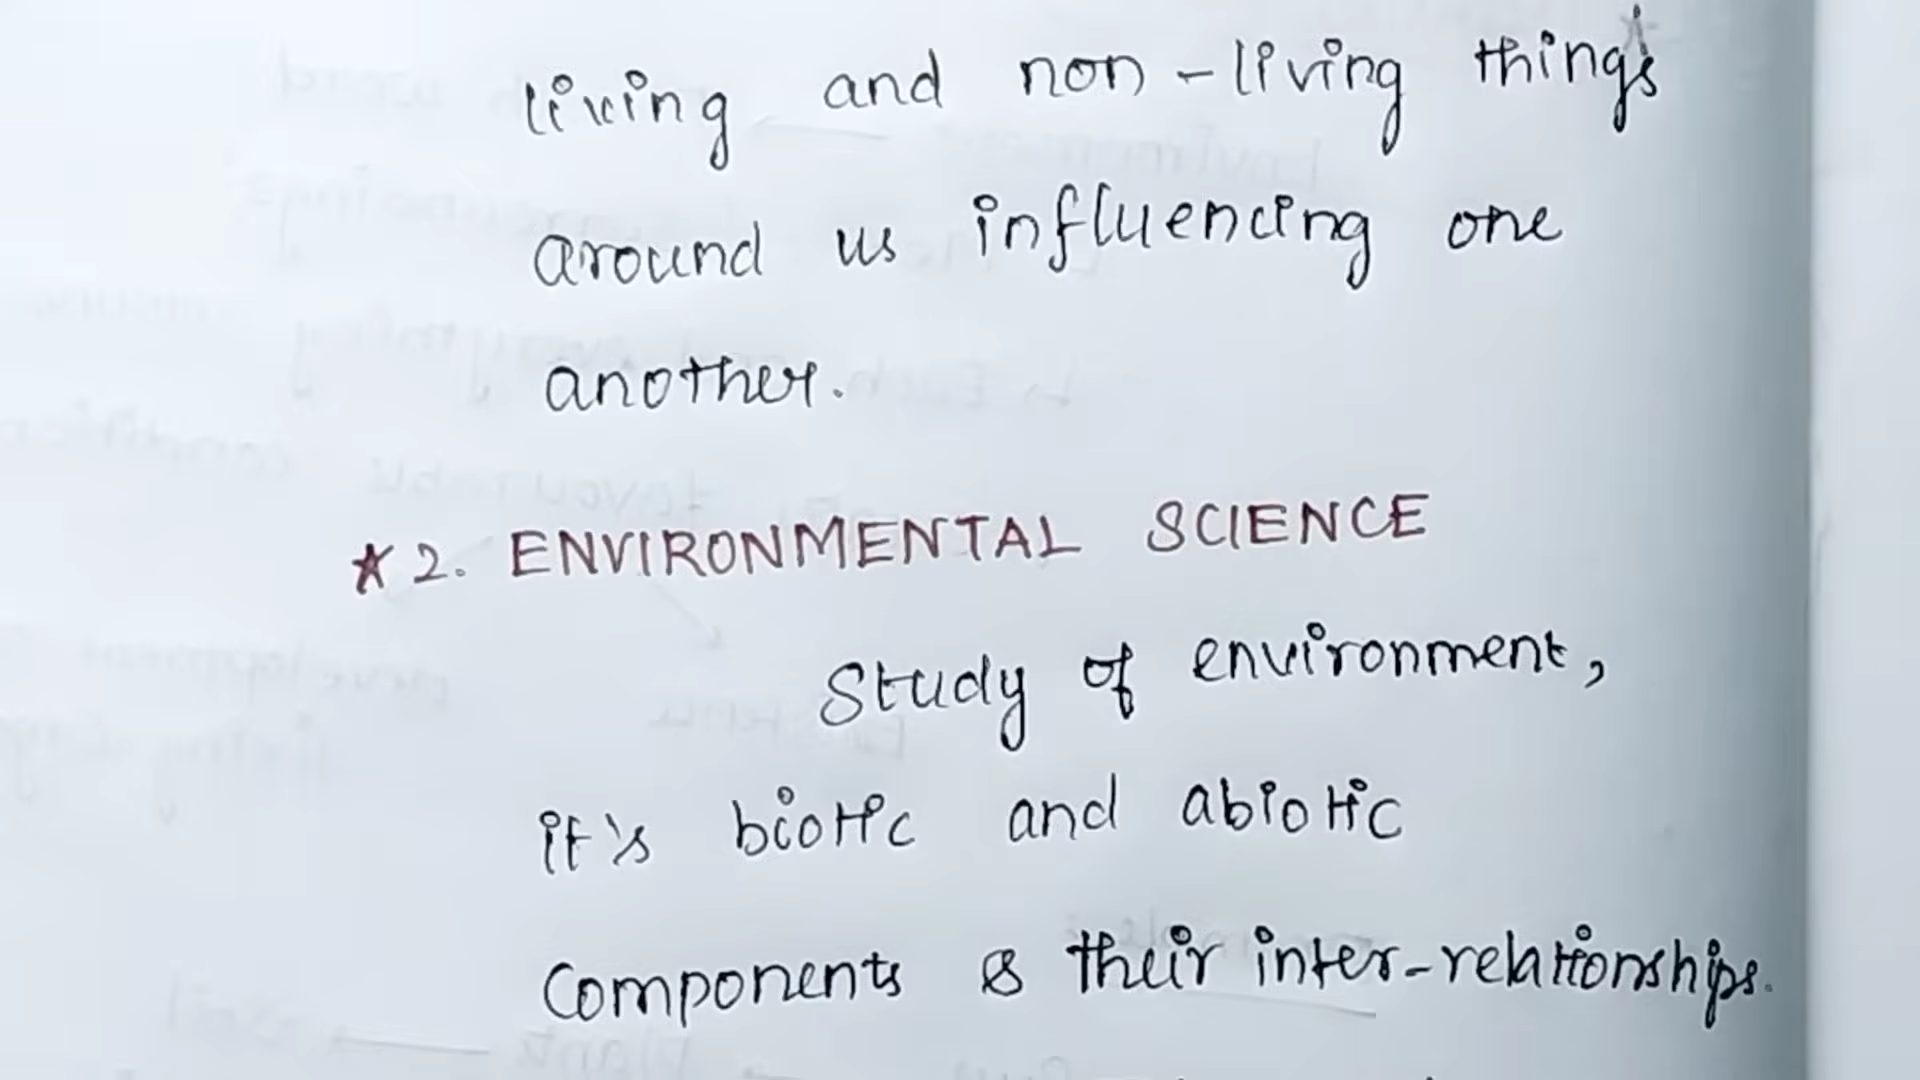 living and non-living things
around us influencing one
another.
★ 2. ENVIRONMENTAL SCIENCE
Study of environment,
it's biotic and abiotic
components & their inter-relationships.